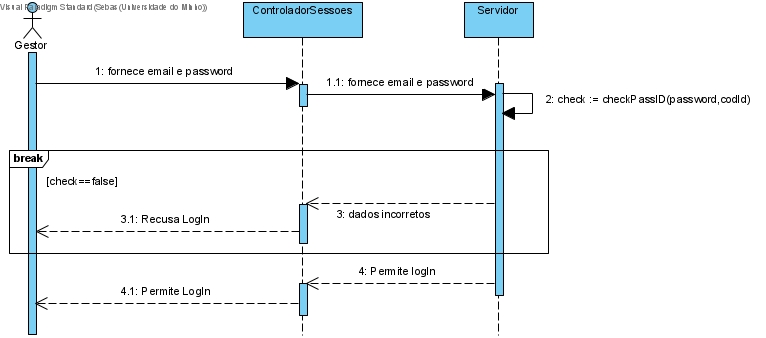 Visual Paradigm Standard(Sebas(Universidade do Minho))
ControladorSessoes
Servidor
Gestor
1: fornece email e password
1.1: fornece email e password
2: check := checkPassID(password,codId)
break
[check==false]
3: dados incorretos
3.1: Recusa LogIn
4: Permite logIn
4.1: Permite LogIn